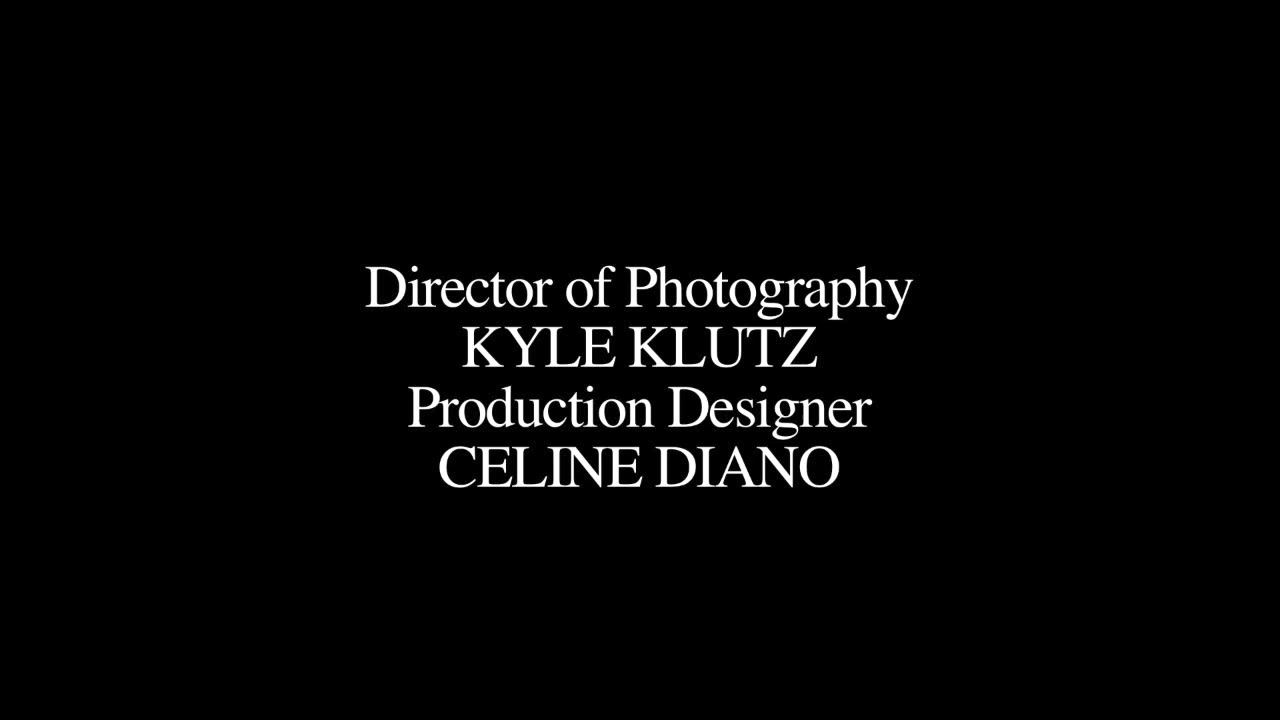 Director of Photography
KYLE KLUTZ
Production Designer
CELINE DIANO